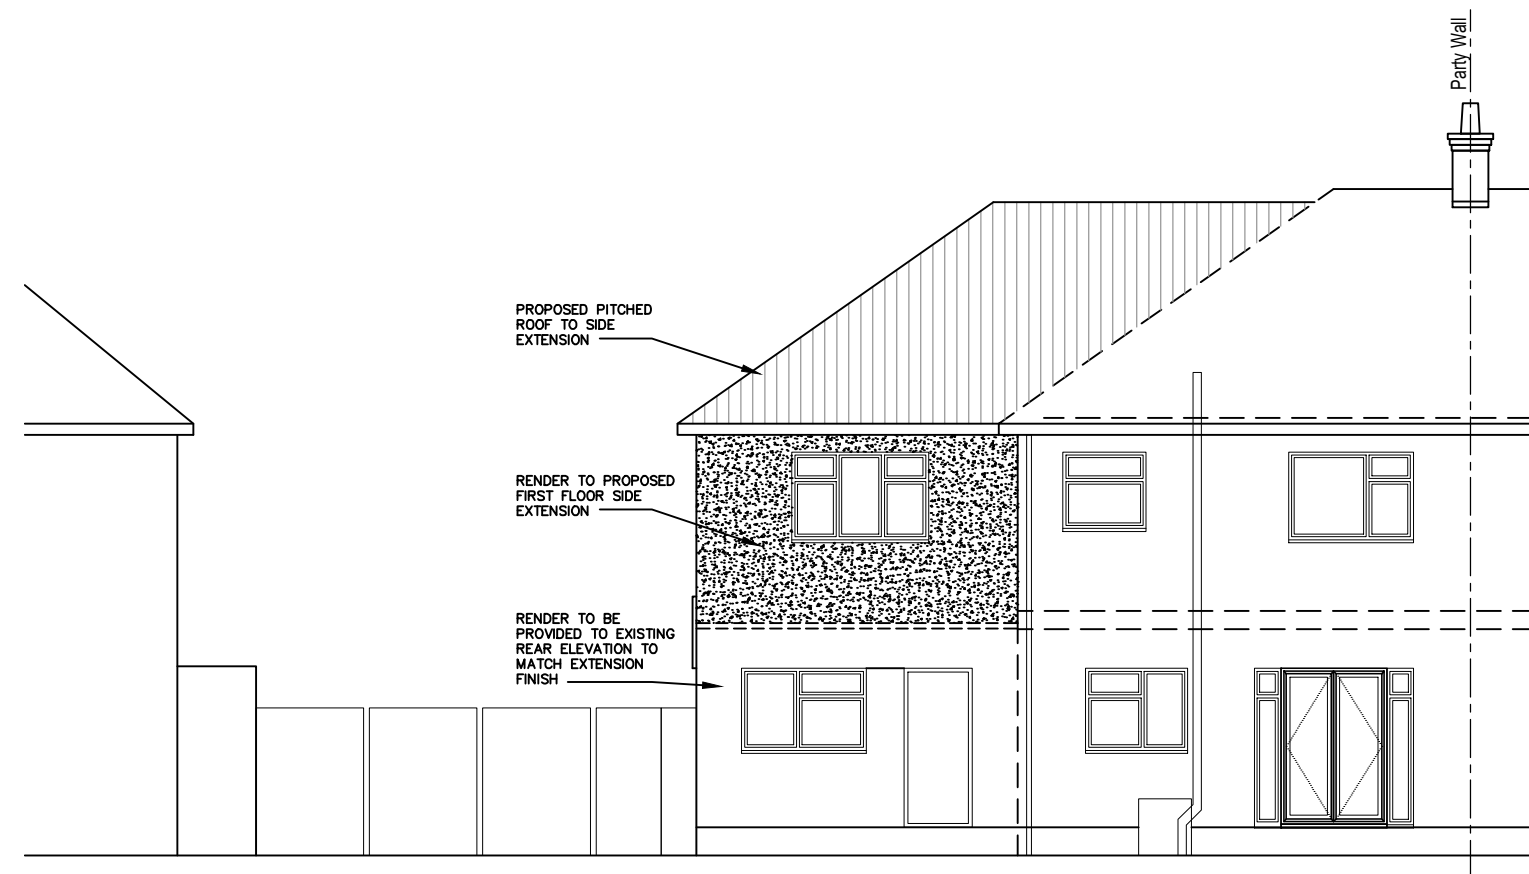 Party Wall
PROPOSED PITCHED
ROOF TO SIDE
EXTENSION
RENDER TO PROPOSED
FIRST FLOOR SIDE
EXTENSION
RENDER TO BE
PROVIDED TO EXISTING
REAR ELEVATION TO
MATCH EXTENSION
FINISH